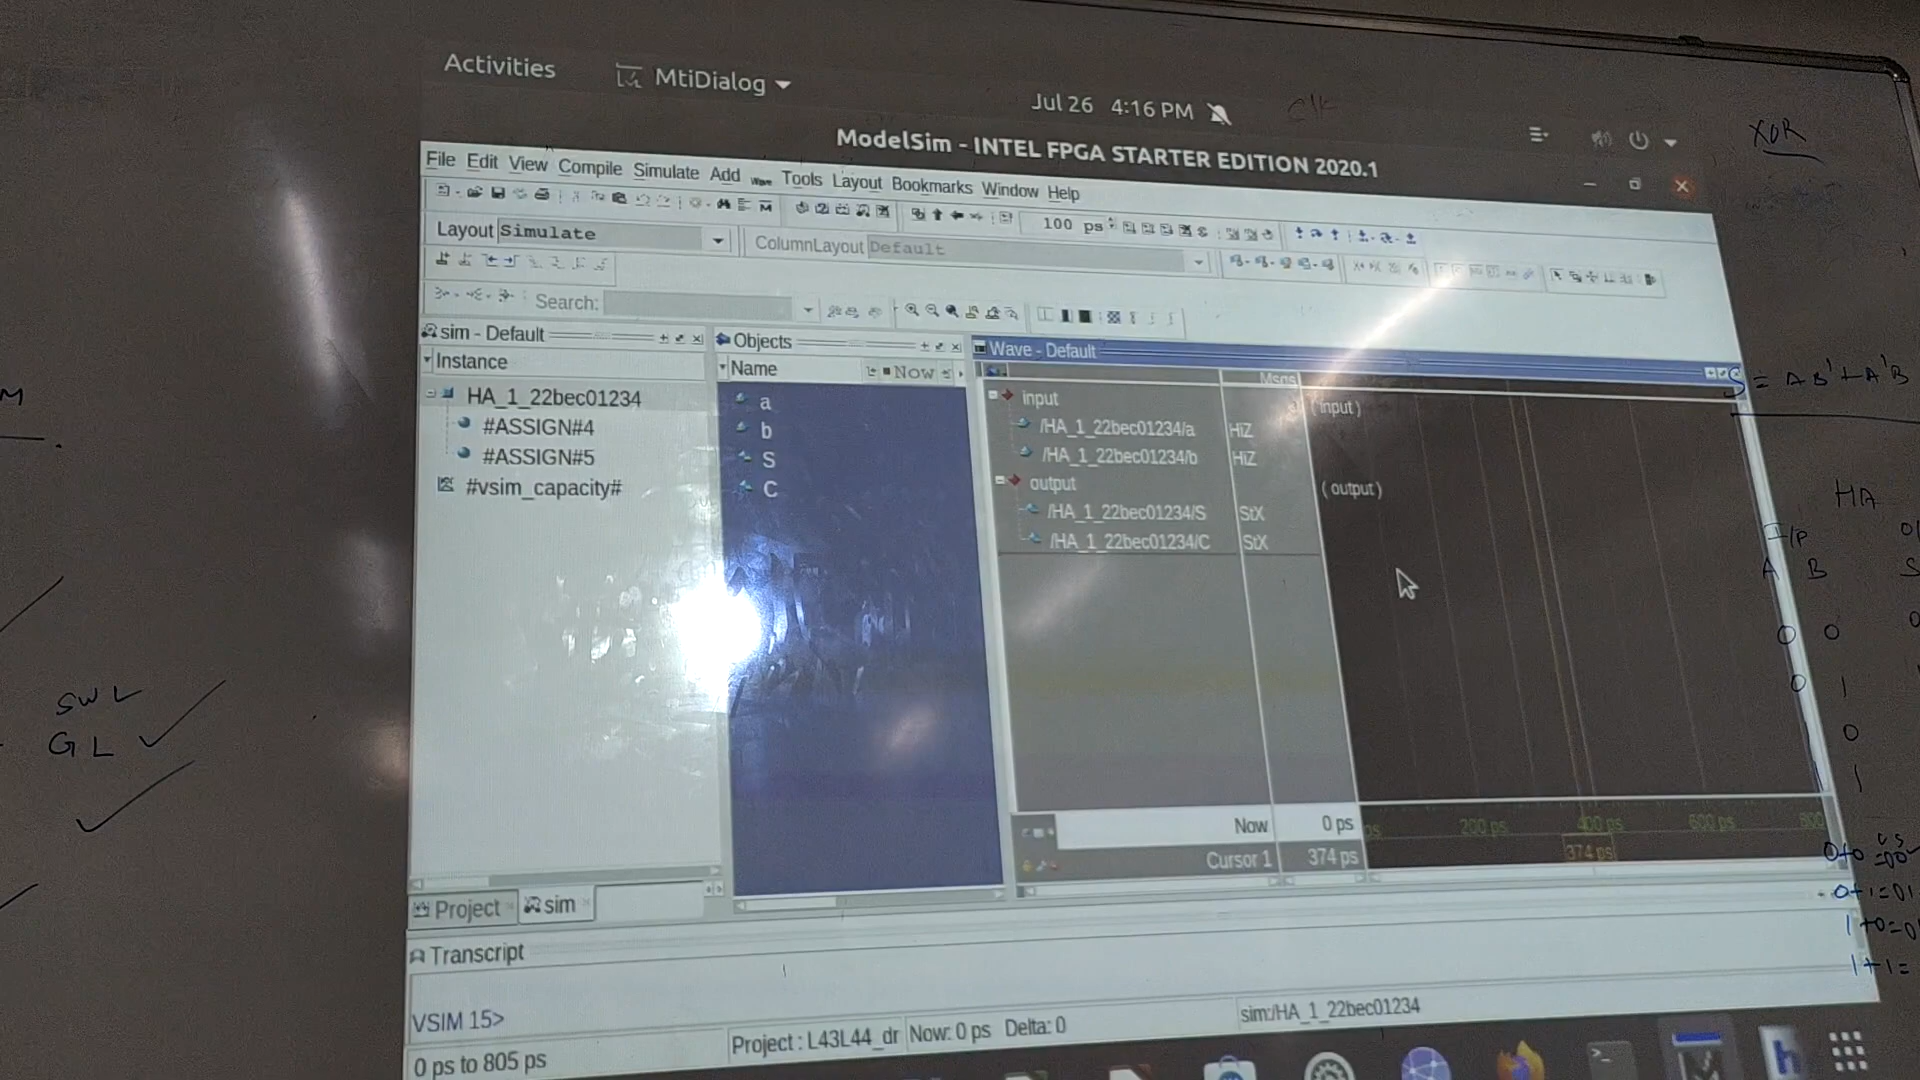 Activities
MtiDialog
Jul 26 4:16 PM
clk
XOR
ModelSim - INTEL FPGA STARTER EDITION 2020.1
File Edit View Compile Simulate Add Wave Tools Layout Bookmarks Window Help
100 ps
Layout Simulate
ColumnLayout Default
Search:
sim - Default
Instance
HA_1_22bec01234
#ASSIGN#4
#ASSIGN#5
#vsim_capacity#
Objects
Name
Now
a
b
S
C
Wave - Default
Msgs
input
(input)
/HA_1_22bec01234/a HiZ
/HA_1_22bec01234/b HiZ
output
(output)
/HA_1_22bec01234/S StX
/HA_1_22bec01234/C StX
Now 0 ps
Cursor 1 374 ps
ps 200 ps 400 ps 600 ps 800
374 ps
Project sim
Transcript
VSIM 15>
0 ps to 805 ps
Project : L43L44_dr Now: 0 ps Delta: 0
sim:/HA_1_22bec01234
M
SWL
GL
S = AB'+A'B
HA
I/P
A B S
0 0 0
0 1
0
1 1
C S
0+0=00
0+1=01
1+0=0
1+1=